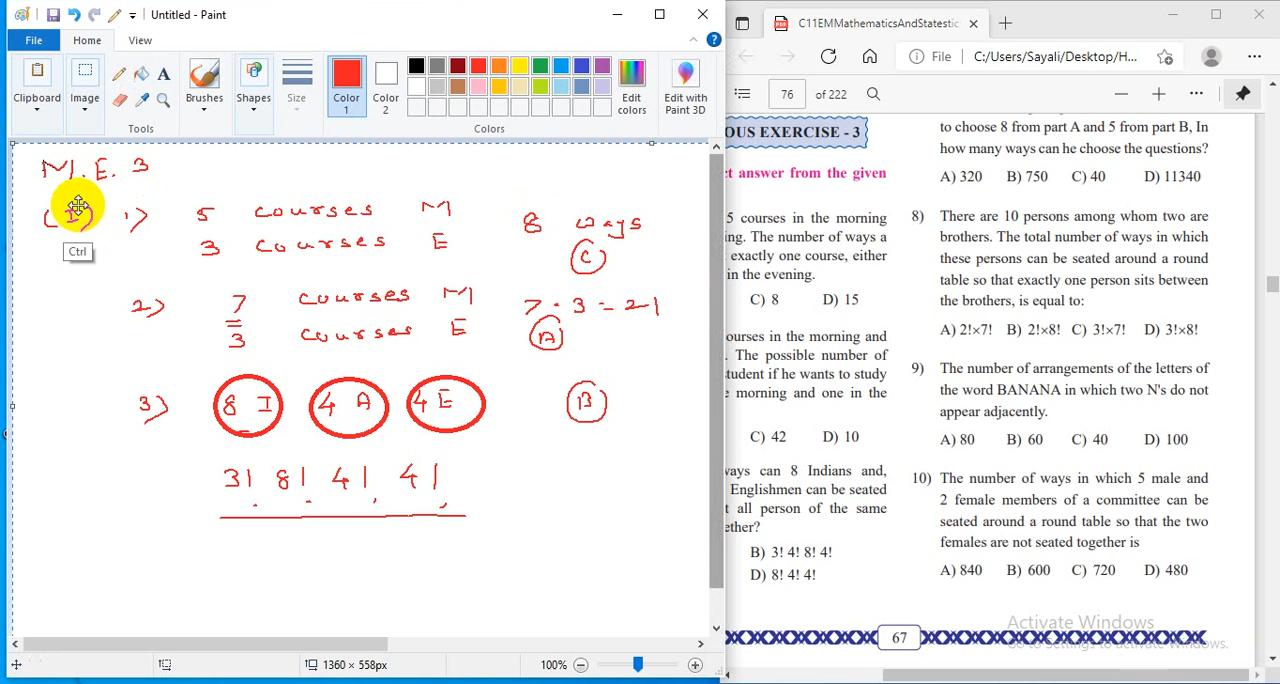 Untitled - Paint
File Home View
Clipboard Image Tools Brushes Shapes Size Color 1 Color 2 Colors Edit colors Edit with Paint 3D
M.E. 3
(I) 1) 5 courses M 8 ways
3 courses E C
Ctrl
2) 7 courses M 7 · 3 = 21
3 courses E A
3) 8 I 4 A 4 E B
3! 8! 4! 4!
1360 × 558px 100%
C11EMMathematicsAndStatestic
File C:/Users/Sayali/Desktop/H...
76 of 222
OUS EXERCISE - 3
ct answer from the given
5 courses in the morning
ng. The number of ways a
exactly one course, either
in the evening.
C) 8 D) 15
ourses in the morning and
. The possible number of
tudent if he wants to study
e morning and one in the
C) 42 D) 10
ways can 8 Indians and,
Englishmen can be seated
t all person of the same
ether?
B) 3! 4! 8! 4!
D) 8! 4! 4!
to choose 8 from part A and 5 from part B, In
how many ways can he choose the questions?
A) 320 B) 750 C) 40 D) 11340
8) There are 10 persons among whom two are
brothers. The total number of ways in which
these persons can be seated around a round
table so that exactly one person sits between
the brothers, is equal to:
A) 2!×7! B) 2!×8! C) 3!×7! D) 3!×8!
9) The number of arrangements of the letters of
the word BANANA in which two N's do not
appear adjacently.
A) 80 B) 60 C) 40 D) 100
10) The number of ways in which 5 male and
2 female members of a committee can be
seated around a round table so that the two
females are not seated together is
A) 840 B) 600 C) 720 D) 480
Activate Windows
Go to Settings to activate Windows.
67